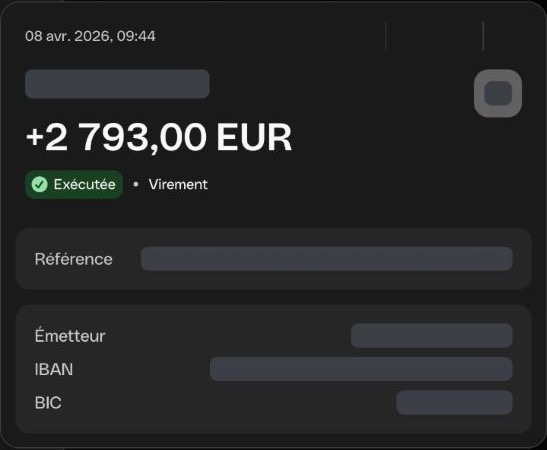 08 avr. 2026, 09:44
+2 793,00 EUR
Exécutée • Virement
Référence
Émetteur
IBAN
BIC